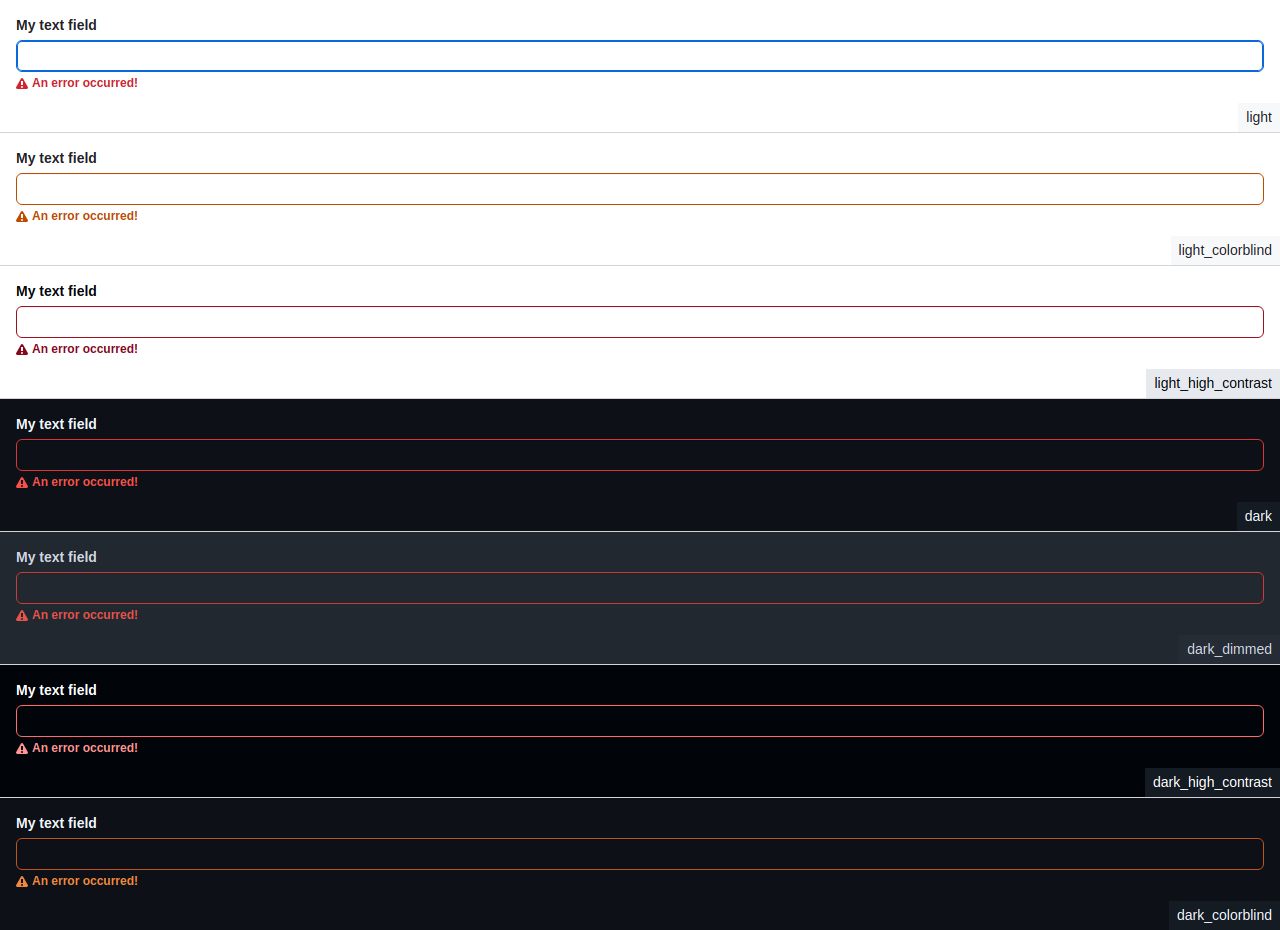 My text field
An error occurred!
light
My text field
An error occurred!
light_colorblind
My text field
An error occurred!
light_high_contrast
My text field
An error occurred!
dark
My text field
An error occurred!
dark_dimmed
My text field
An error occurred!
dark_high_contrast
My text field
An error occurred!
dark_colorblind